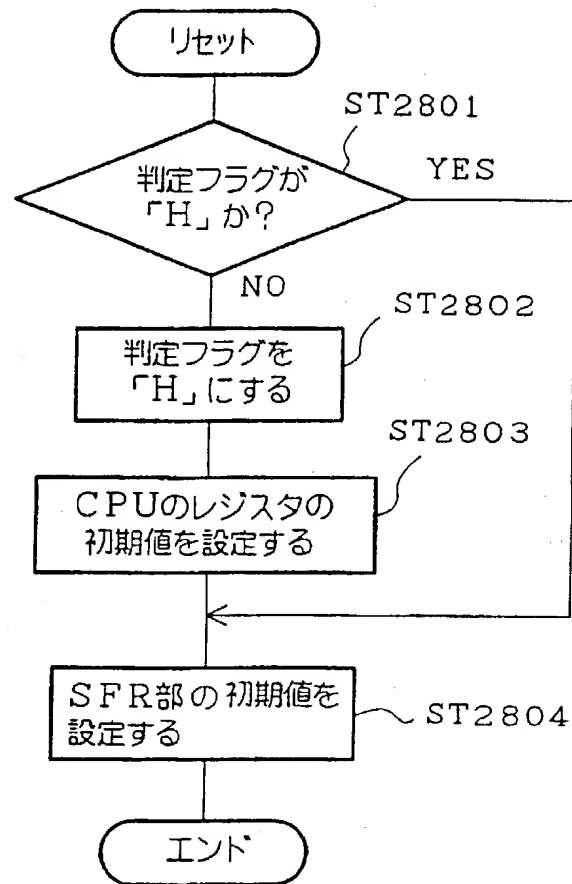 リセット
ST2801
判定フラグが
「H」か?
YES
NO
ST2802
判定フラグを
「H」にする
ST2803
CPUのレジスタの
初期値を設定する
SFR部の初期値を
設定する
ST2804
エンド